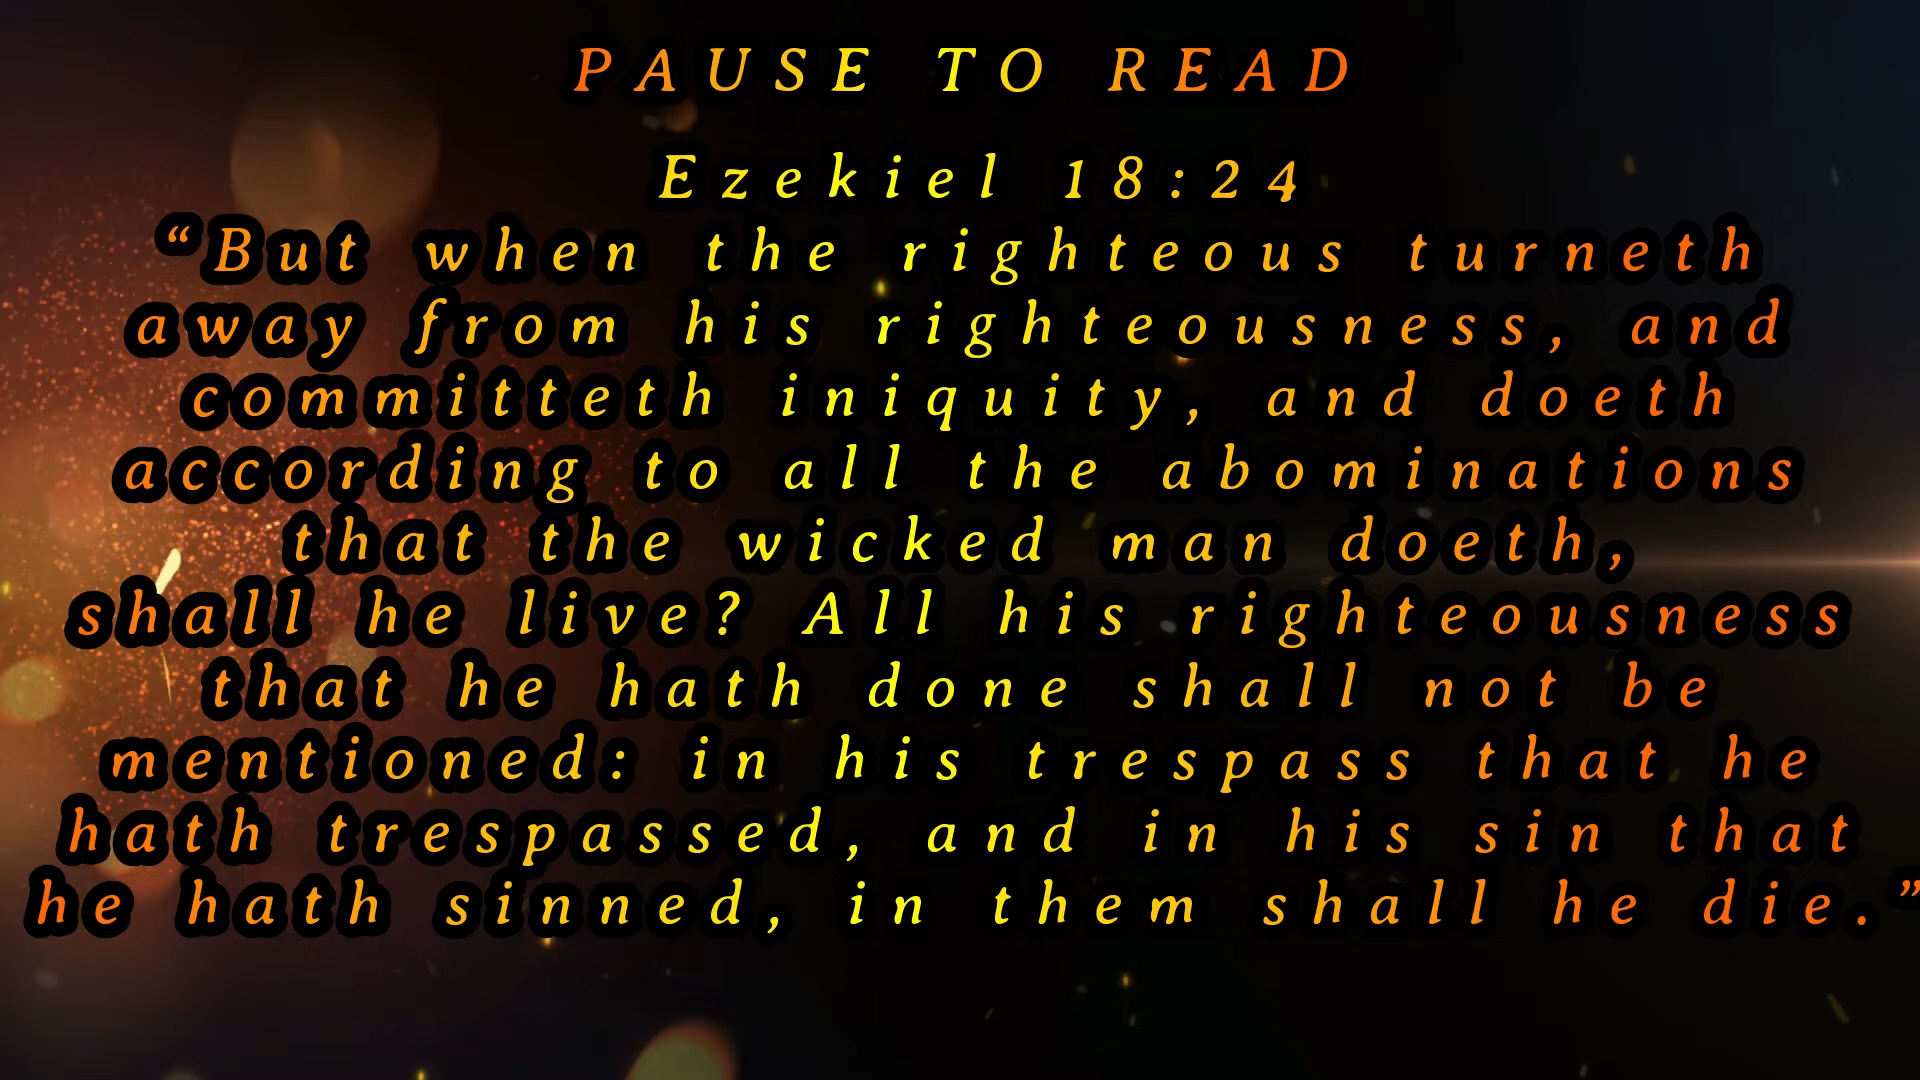 PAUSE TO READ
Ezekiel 18:24
“But when the righteous turneth
away from his righteousness, and
committeth iniquity, and doeth
according to all the abominations
that the wicked man doeth,
shall he live? All his righteousness
that he hath done shall not be
mentioned: in his trespass that he
hath trespassed, and in his sin that
he hath sinned, in them shall he die.”